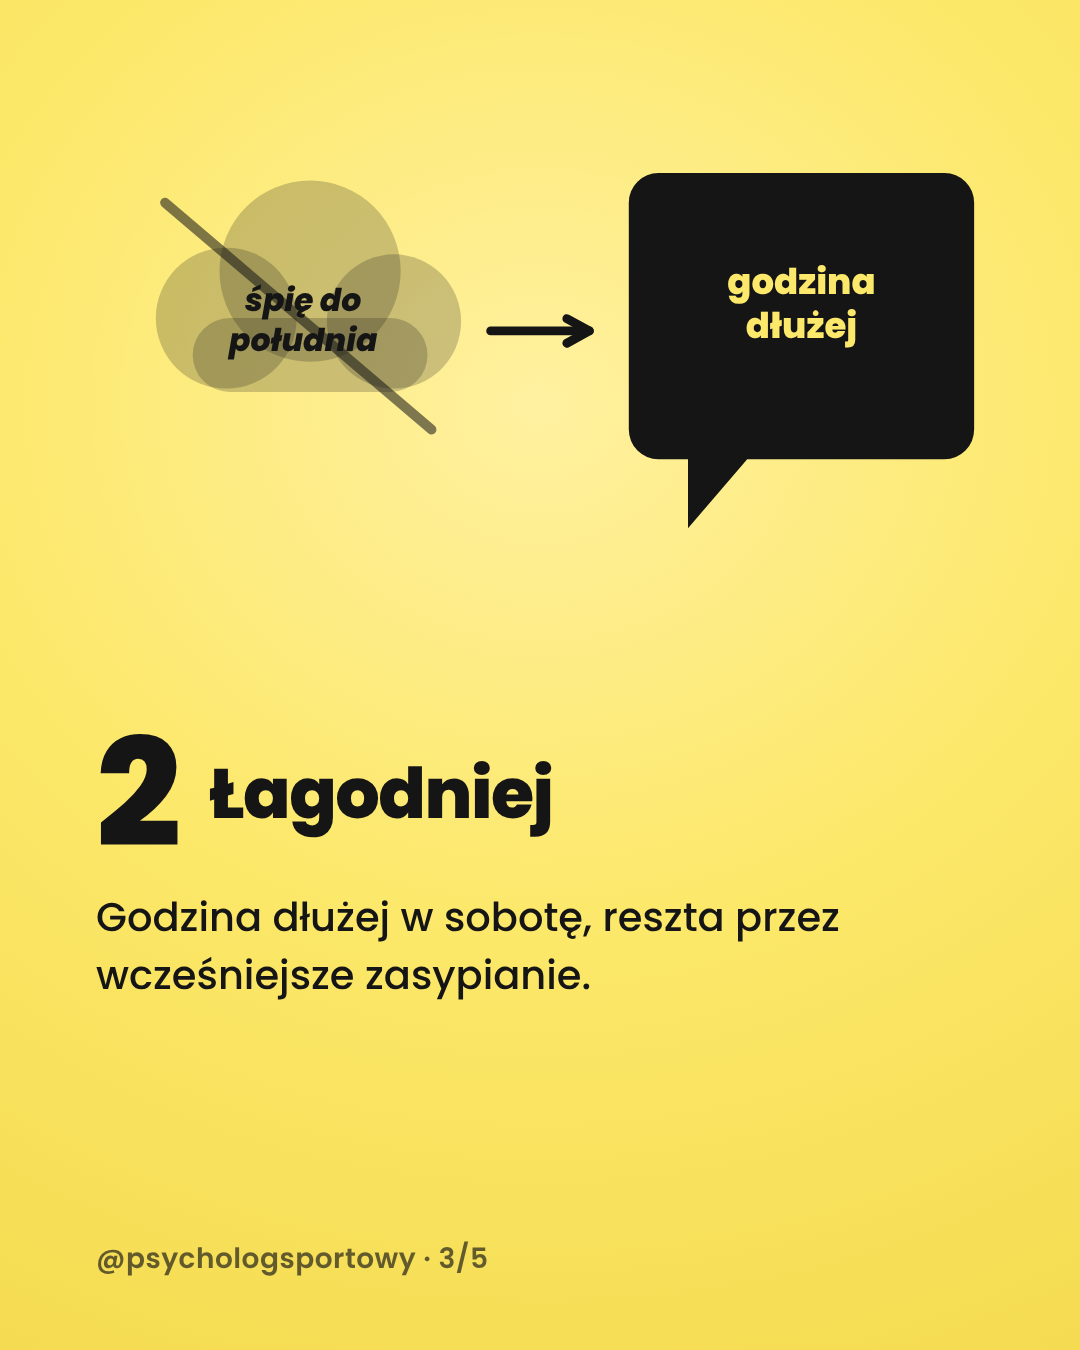 śpię do
południa
godzina
dłużej
2 Łagodniej
Godzina dłużej w sobotę, reszta przez
wcześniejsze zasypianie.
@psychologsportowy · 3/5